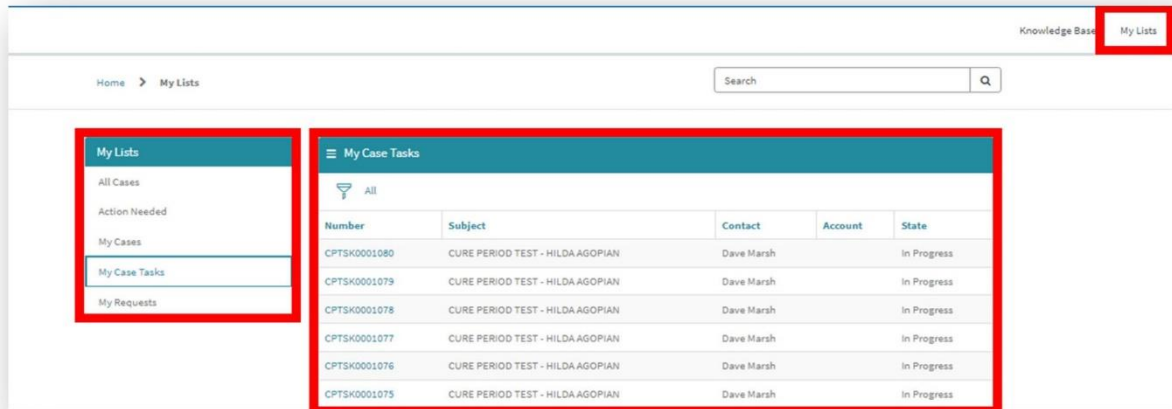 Knowledge Base My Lists
Home > My Lists
Search
My Lists
All Cases
Action Needed
My Cases
My Case Tasks
My Requests
My Case Tasks
All
Number Subject Contact Account State
CPTSK0001080 CURE PERIOD TEST - HILDA AGOPIAN Dave Marsh In Progress
CPTSK0001079 CURE PERIOD TEST - HILDA AGOPIAN Dave Marsh In Progress
CPTSK0001078 CURE PERIOD TEST - HILDA AGOPIAN Dave Marsh In Progress
CPTSK0001077 CURE PERIOD TEST - HILDA AGOPIAN Dave Marsh In Progress
CPTSK0001076 CURE PERIOD TEST - HILDA AGOPIAN Dave Marsh In Progress
CPTSK0001075 CURE PERIOD TEST - HILDA AGOPIAN Dave Marsh In Progress